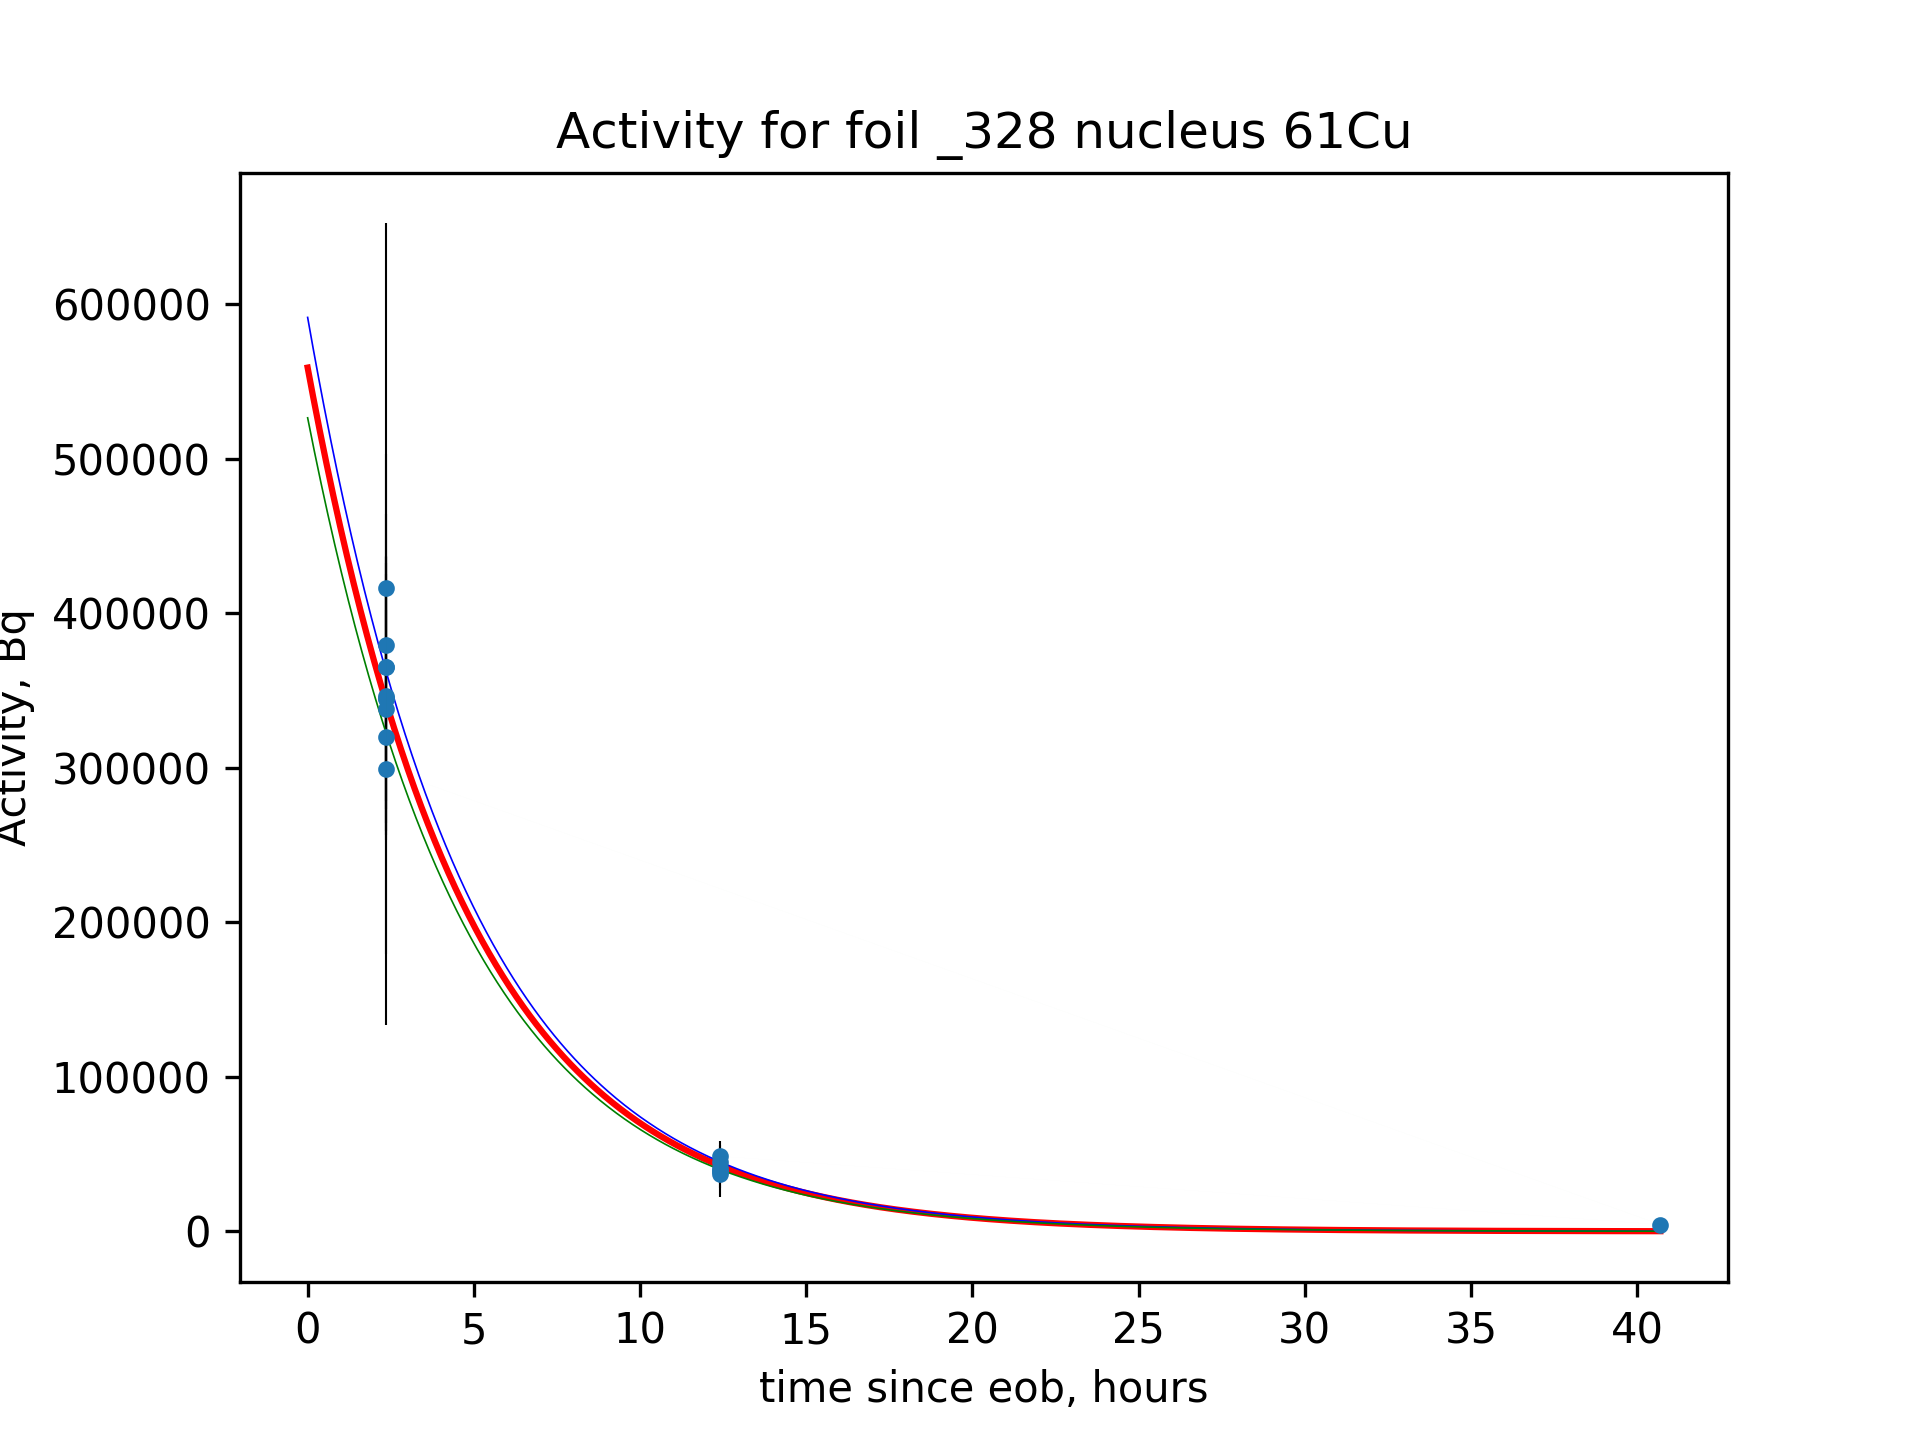 Activity for foil _328 nucleus 61Cu
600000
500000
400000
300000
200000
100000
0
Activity, Bq
0 5 10 15 20 25 30 35 40
time since eob, hours